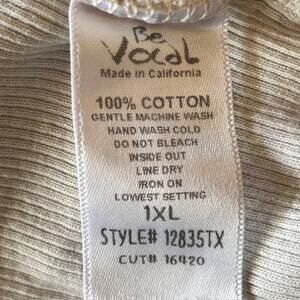 Be
Vocal
Made in California
100% COTTON
GENTLE MACHINE WASH
HAND WASH COLD
DO NOT BLEACH
INSIDE OUT
LINE DRY
IRON ON
LOWEST SETTING
1XL
STYLE# 12835TX
CUT# 16420